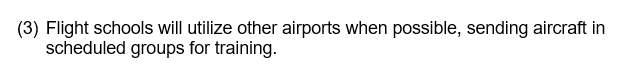 (3) Flight schools will utilize other airports when possible, sending aircraft in
scheduled groups for training.